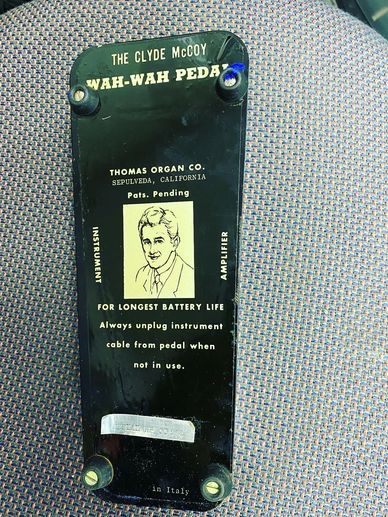 THE CLYDE McCOY
WAH-WAH PEDAL
THOMAS ORGAN CO.
SEPULVEDA, CALIFORNIA
Pats. Pending
INSTRUMENT
AMPLIFIER
FOR LONGEST BATTERY LIFE
Always unplug instrument
cable from pedal when
not in use.
in Italy